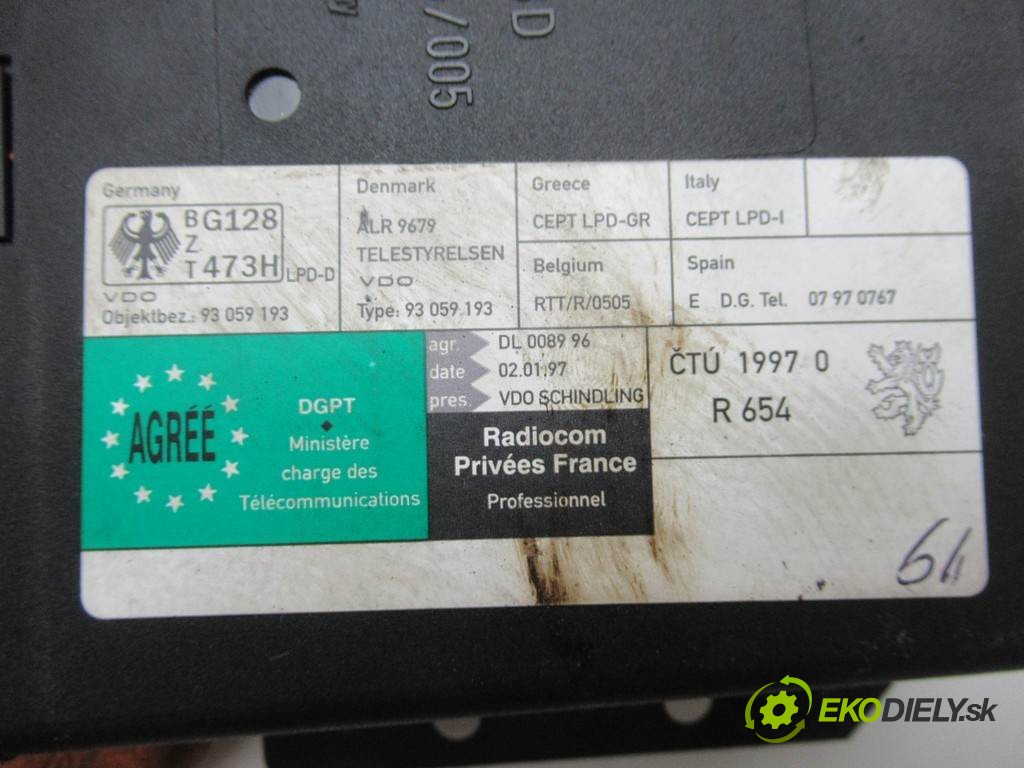 D
/005
Germany
BZT G128473H LPD-D
VDO
Objektbez.: 93 059 193
Denmark
ALR 9679
TELESTYRELSEN
VDO
Type: 93 059 193
Greece
CEPT LPD-GR
Italy
CEPT LPD-I
Belgium
RTT/R/0505
Spain
E D.G. Tel. 07 97 0767
AGRÉÉ
DGPT
Ministère
charge des
Télécommunications
agr. DL 0089 96
date 02.01.97
pres. VDO SCHINDLING
Radiocom
Privées France
Professionnel
ČTÚ 1997 0
R 654
EKODIELY.sk